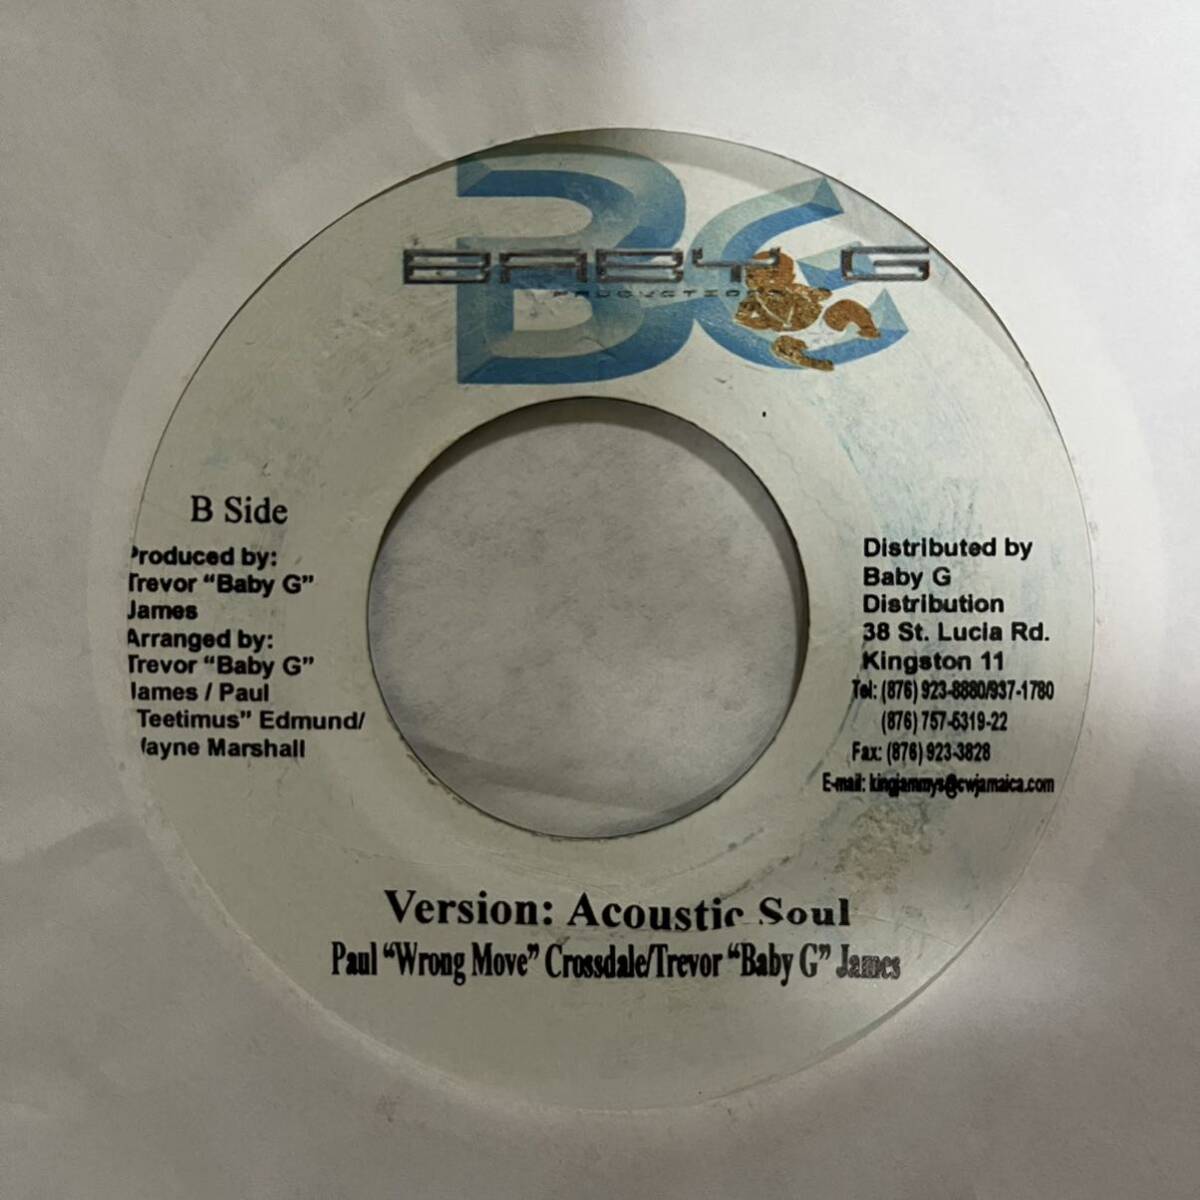 BG
BABY G
PRODUCTIONS
B Side
Produced by:
Trevor “Baby G”
James
Arranged by:
Trevor “Baby G”
James / Paul
Teetimus” Edmund/
Wayne Marshall
Distributed by
Baby G
Distribution
38 St. Lucia Rd.
Kingston 11
Tel: (876) 923-8880/937-1780
(876) 757-5319-22
Fax: (876) 923-3828
E-mail: kingjammys@cwjamaica.com
Version: Acoustic Soul
Paul “Wrong Move” Crossdale/Trevor “Baby G” James